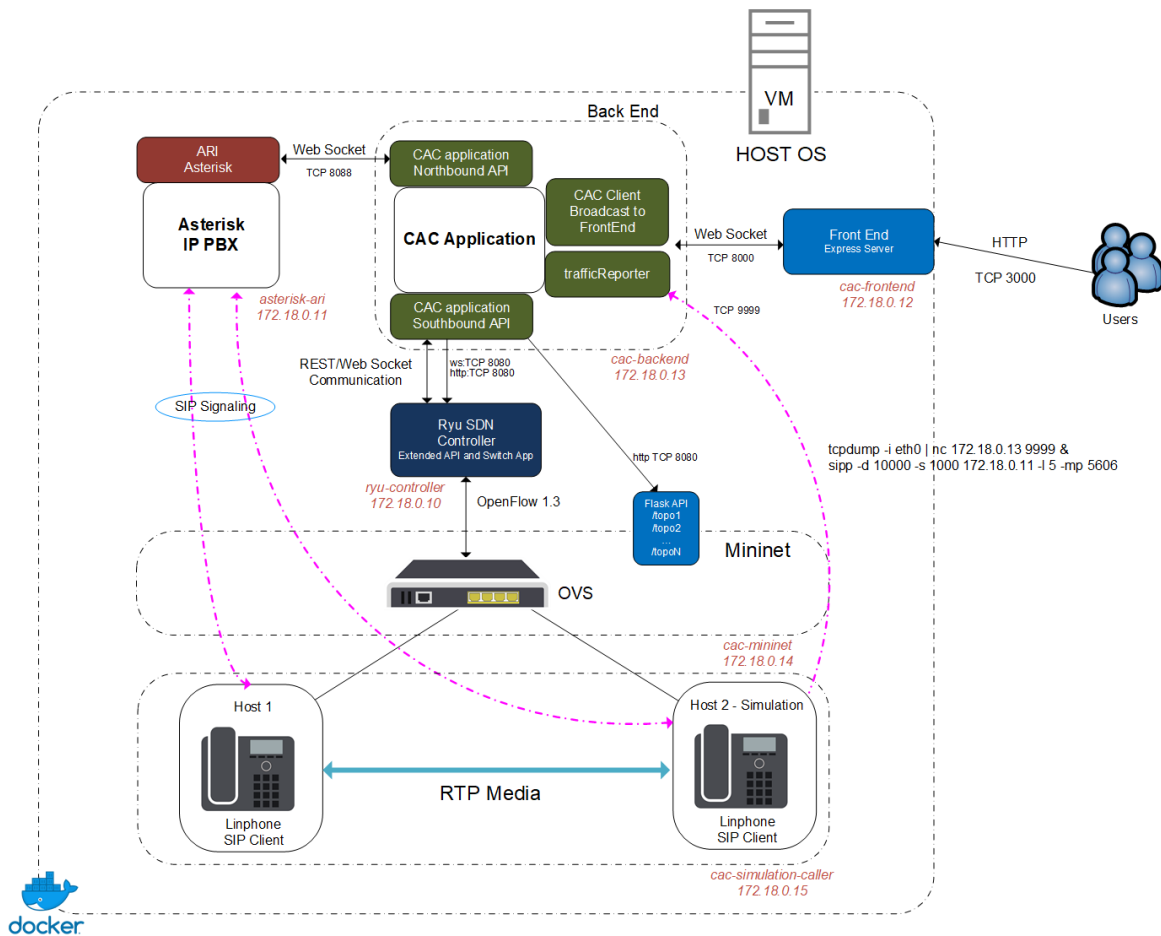 VM
HOST OS
Back End
ARI
Asterisk
Web Socket
TCP 8088
CAC application
Northbound API
Asterisk
IP PBX
CAC Application
CAC Client
Broadcast to
FrontEnd
trafficReporter
Web Socket
TCP 8000
Front End
Express Server
HTTP
TCP 3000
Users
cac-frontend
172.18.0.12
asterisk-ari
172.18.0.11
CAC application
Southbound API
TCP 9999
cac-backend
172.18.0.13
REST/Web Socket
Communication
ws:TCP 8080
http:TCP 8080
SIP Signaling
Ryu SDN
Controller
Extended API and Switch App
http TCP 8080
tcpdump -i eth0 | nc 172.18.0.13 9999 &
sipp -d 10000 -s 1000 172.18.0.11 -l 5 -mp 5606
ryu-controller
172.18.0.10
OpenFlow 1.3
Flask API
/topo1
/topo2
...
/topoN
Mininet
OVS
cac-mininet
172.18.0.14
Host 1
Host 2 - Simulation
RTP Media
Linphone
SIP Client
Linphone
SIP Client
cac-simulation-caller
172.18.0.15
docker